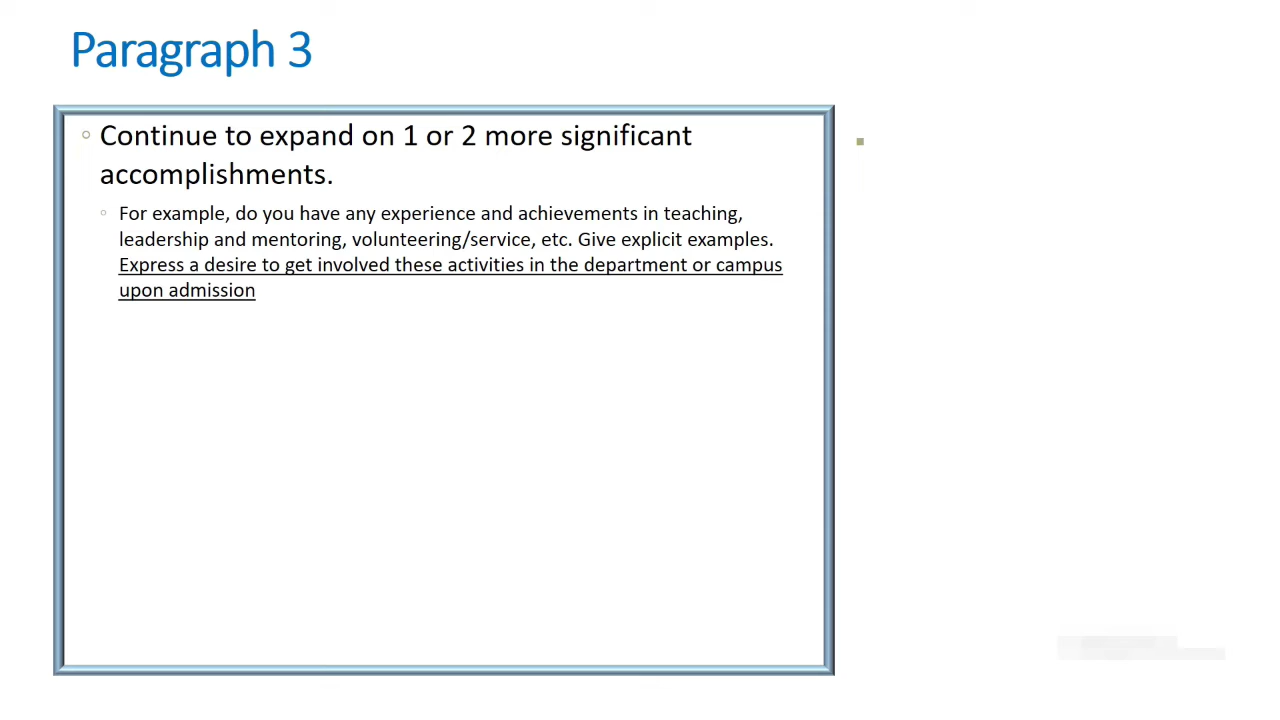 Paragraph 3
Continue to expand on 1 or 2 more significant
accomplishments.
For example, do you have any experience and achievements in teaching,
leadership and mentoring, volunteering/service, etc. Give explicit examples.
Express a desire to get involved these activities in the department or campus
upon admission